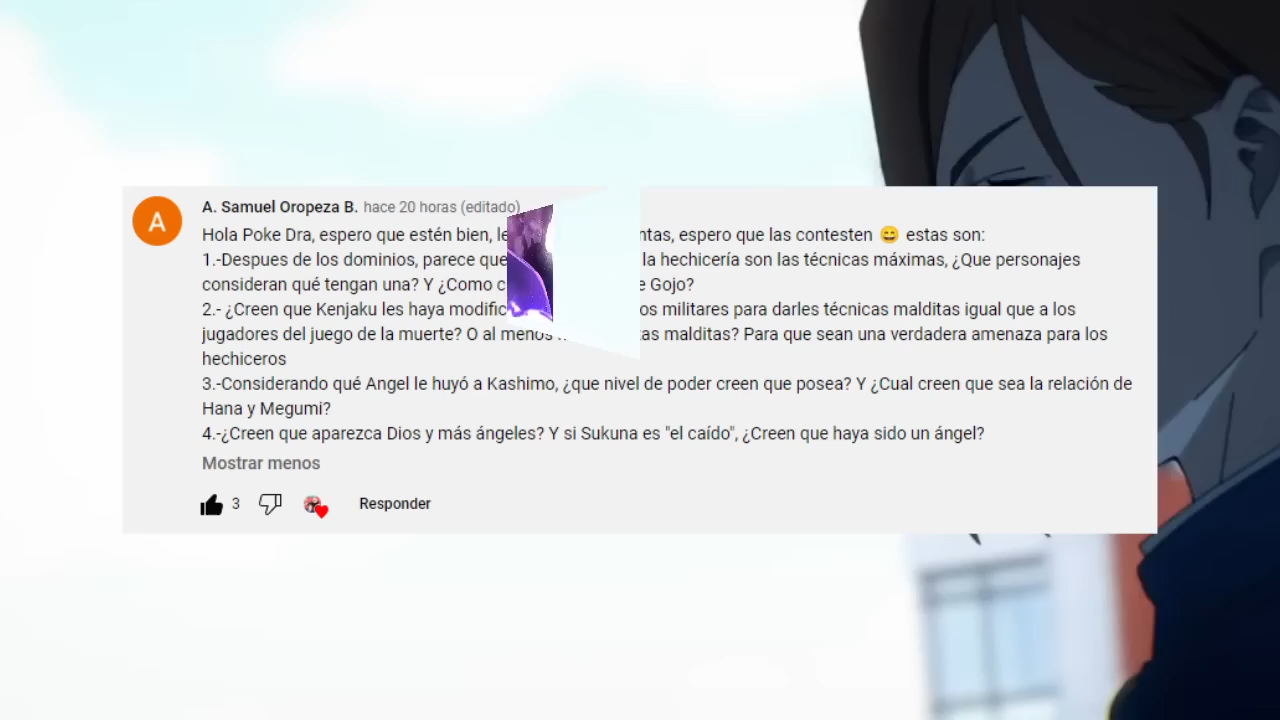 A
A. Samuel Oropeza B. hace 20 horas (editado)
Hola Poke Dra, espero que estén bien, espero que las contesten 😄 estas son:
1.-Despues de los dominios, parece que la hechicería son las técnicas máximas, ¿Que personajes
consideran qué tengan una? Y ¿Como Gojo?
2.- ¿Creen que Kenjaku les haya militares para darles técnicas malditas igual que a los
jugadores del juego de la muerte? O al menos malditas? Para que sean una verdadera amenaza para los
hechiceros
3.-Considerando qué Angel le huyó a Kashimo, ¿que nivel de poder creen que posea? Y ¿Cual creen que sea la relación de
Hana y Megumi?
4.-¿Creen que aparezca Dios y más ángeles? Y si Sukuna es "el caído", ¿Creen que haya sido un ángel?
Mostrar menos
3 Responder